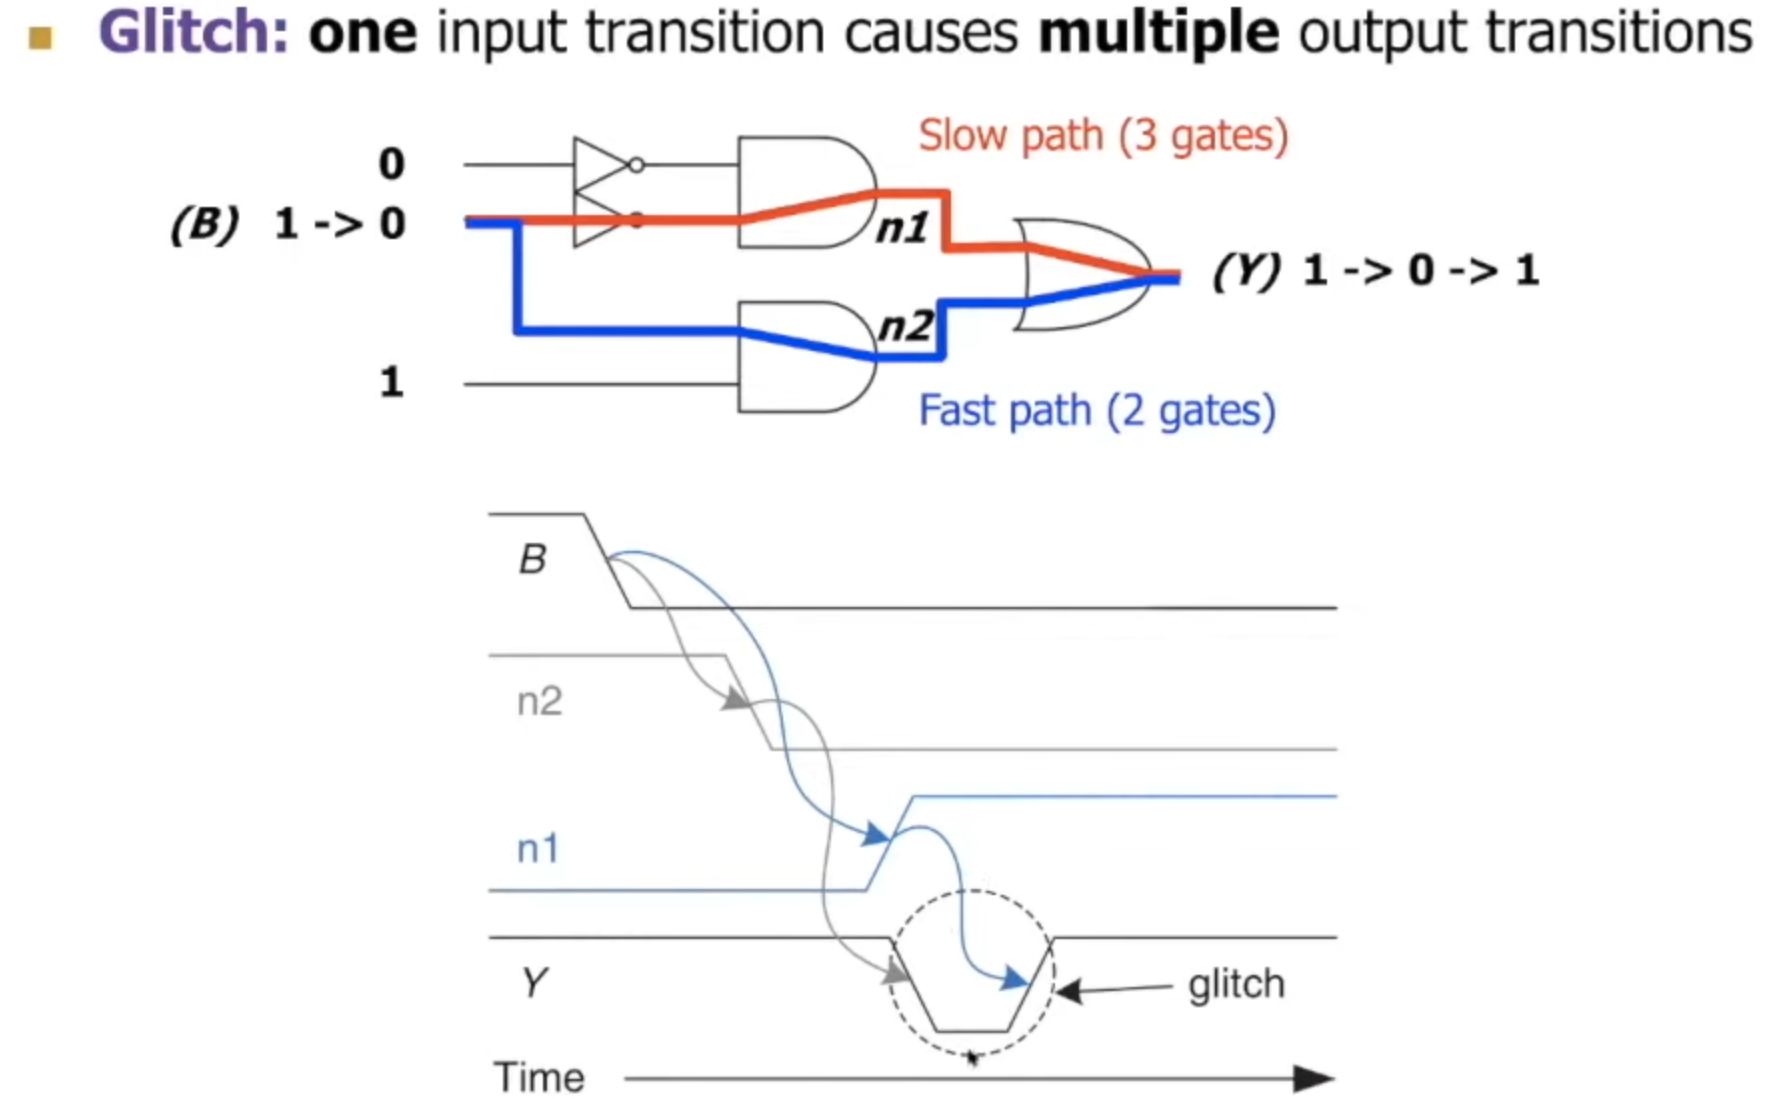 Glitch: one input transition causes multiple output transitions
Slow path (3 gates)
0
(B) 1 -> 0
n1
(Y) 1 -> 0 -> 1
n2
1
Fast path (2 gates)
B
n2
n1
Y
glitch
Time